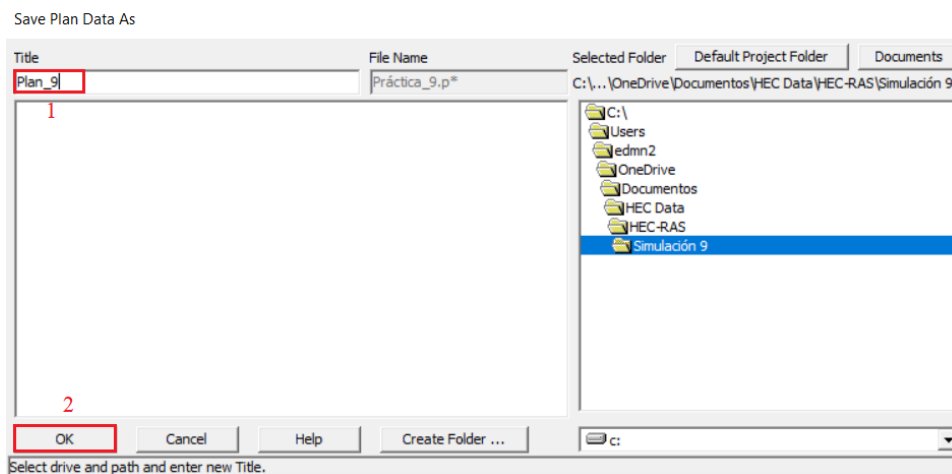 Save Plan Data As
Title File Name Selected Folder Default Project Folder Documents
Plan_9 Práctica_9.p* C:\...\OneDrive\Documentos\HEC Data\HEC-RAS\Simulación 9
1
C:\
Users
edmn2
OneDrive
Documentos
HEC Data
HEC-RAS
Simulación 9
2
OK Cancel Help Create Folder ... c:
Select drive and path and enter new Title.